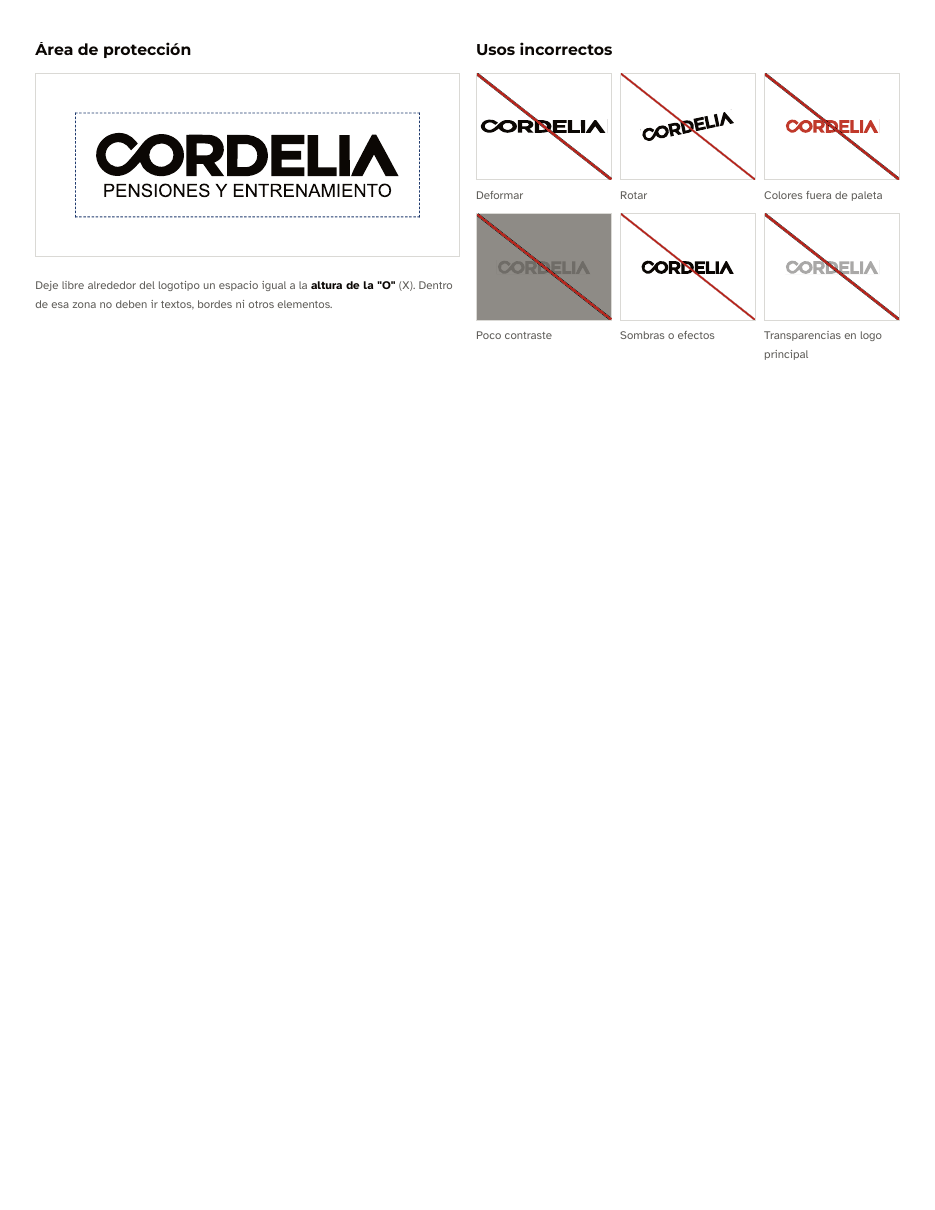 Área de protección
CORDELIA
PENSIONES Y ENTRENAMIENTO
Deje libre alrededor del logotipo un espacio igual a la altura de la "O" (X). Dentro
de esa zona no deben ir textos, bordes ni otros elementos.
Usos incorrectos
CORDELIA
CORDELIA
CORDELIA
Deformar
Rotar
Colores fuera de paleta
CORDELIA
CORDELIA
CORDELIA
Poco contraste
Sombras o efectos
Transparencias en logo
principal